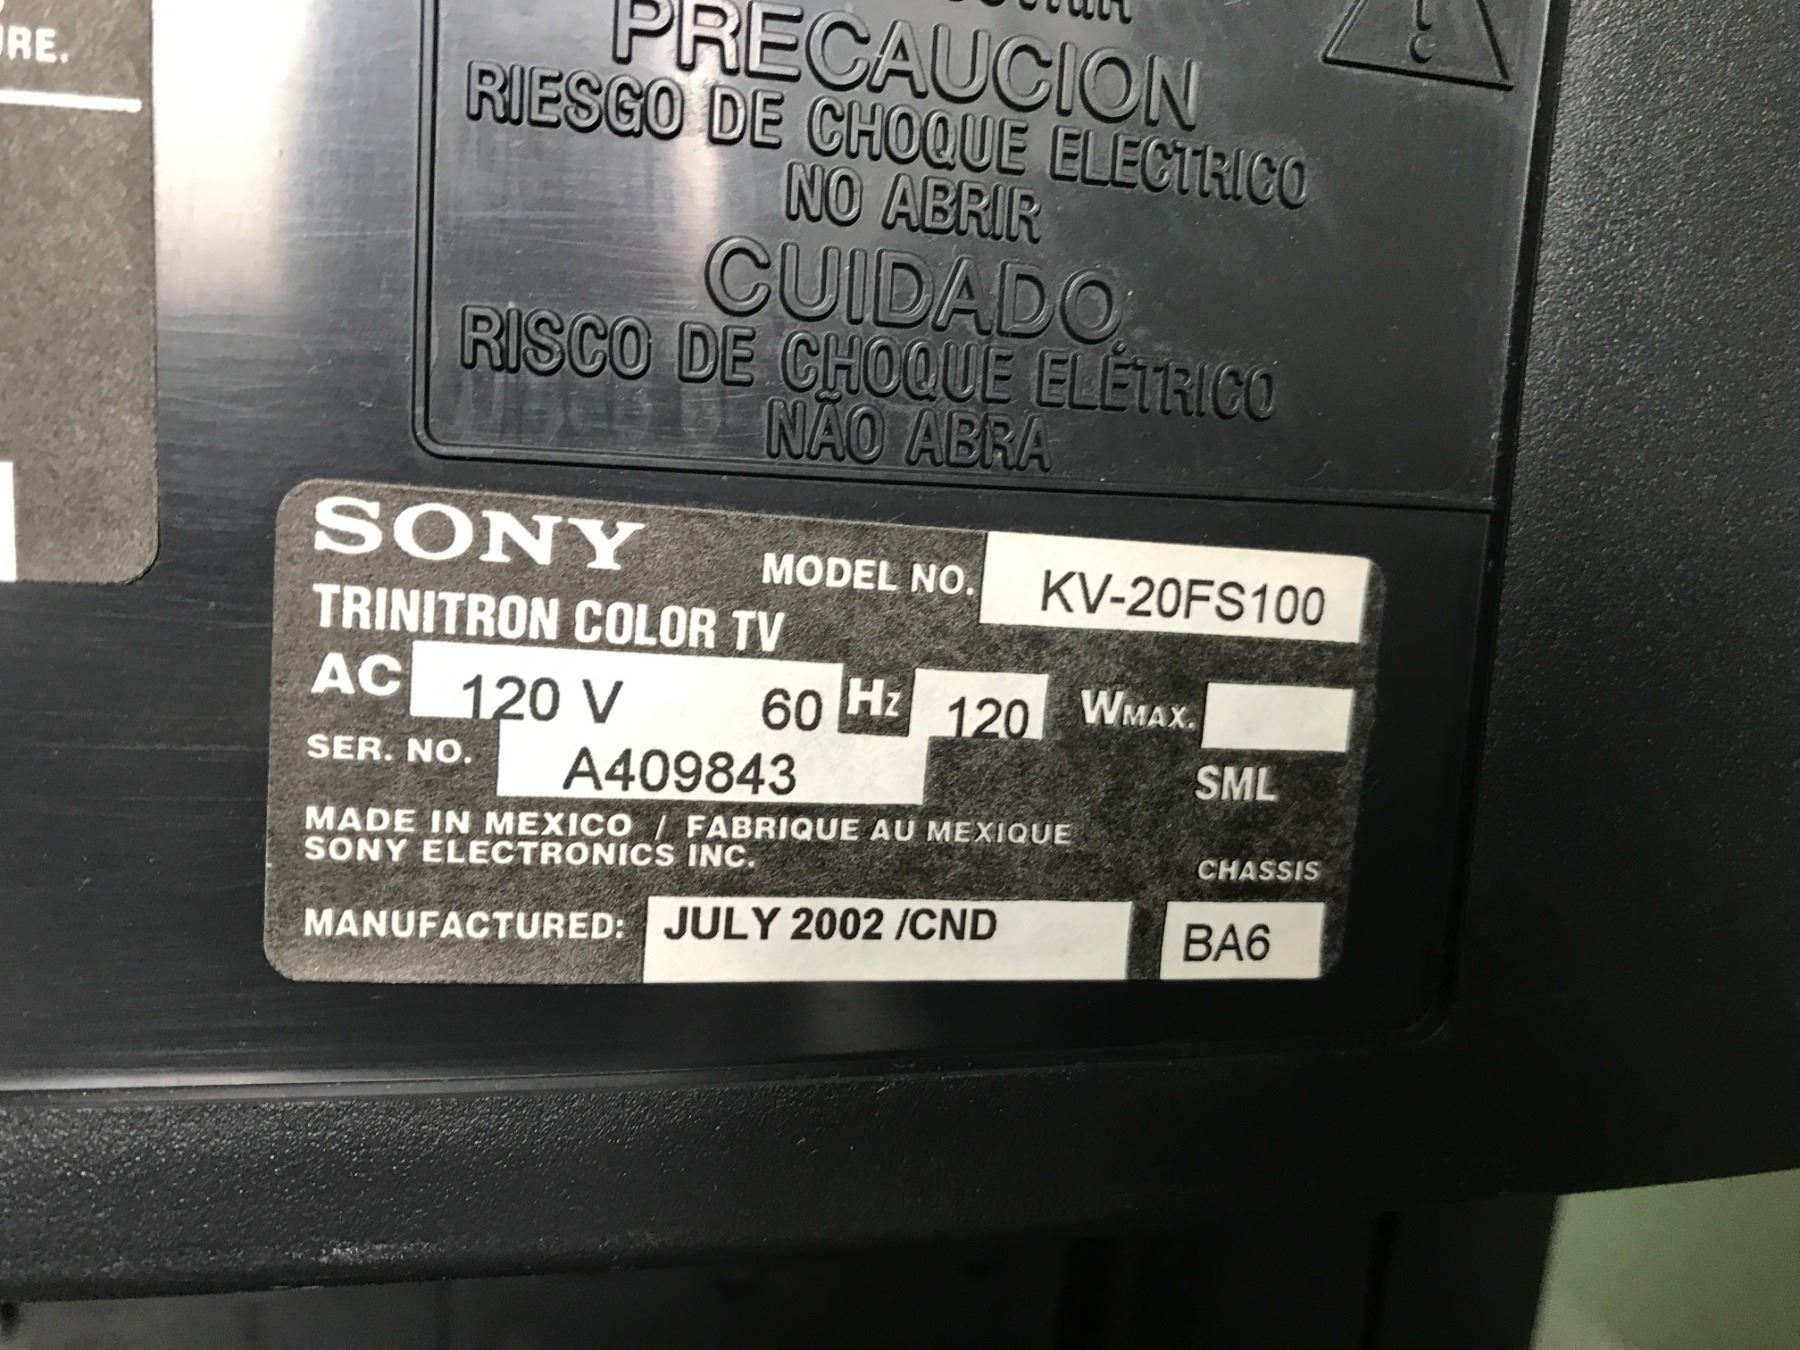 URE.
PRECAUCION
RIESGO DE CHOQUE ELECTRICO
NO ABRIR
CUIDADO
RISCO DE CHOQUE ELÉTRICO
NÃO ABRA
SONY
MODEL NO. KV-20FS100
TRINITRON COLOR TV
AC 120 V 60 Hz 120 WMAX.
SER. NO. A409843
SML
MADE IN MEXICO / FABRIQUE AU MEXIQUE
SONY ELECTRONICS INC.
CHASSIS
MANUFACTURED: JULY 2002 /CND BA6